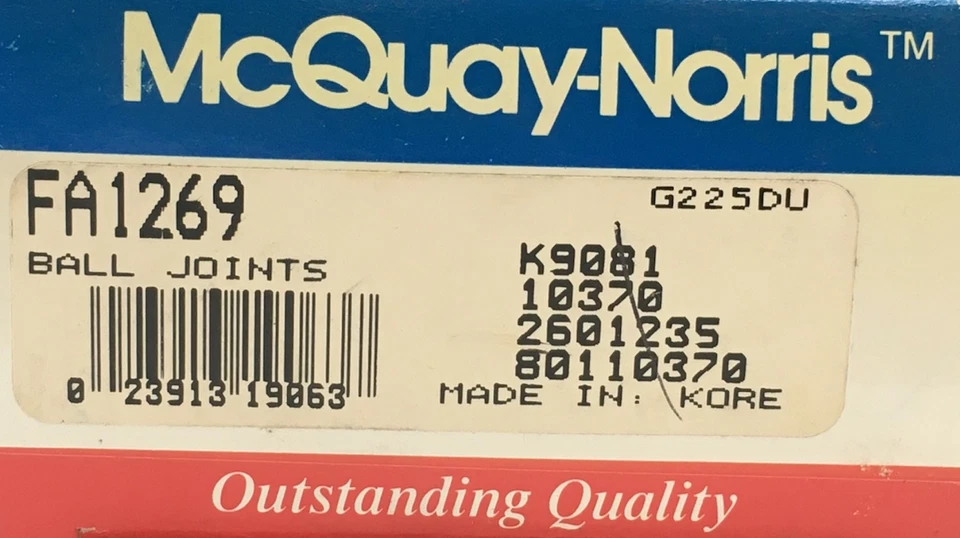 McQuay-Norris™
FA1269
G225DU
BALL JOINTS
K9081
10370
2601235
80110370
0 23913 19063
MADE IN: KORE
Outstanding Quality